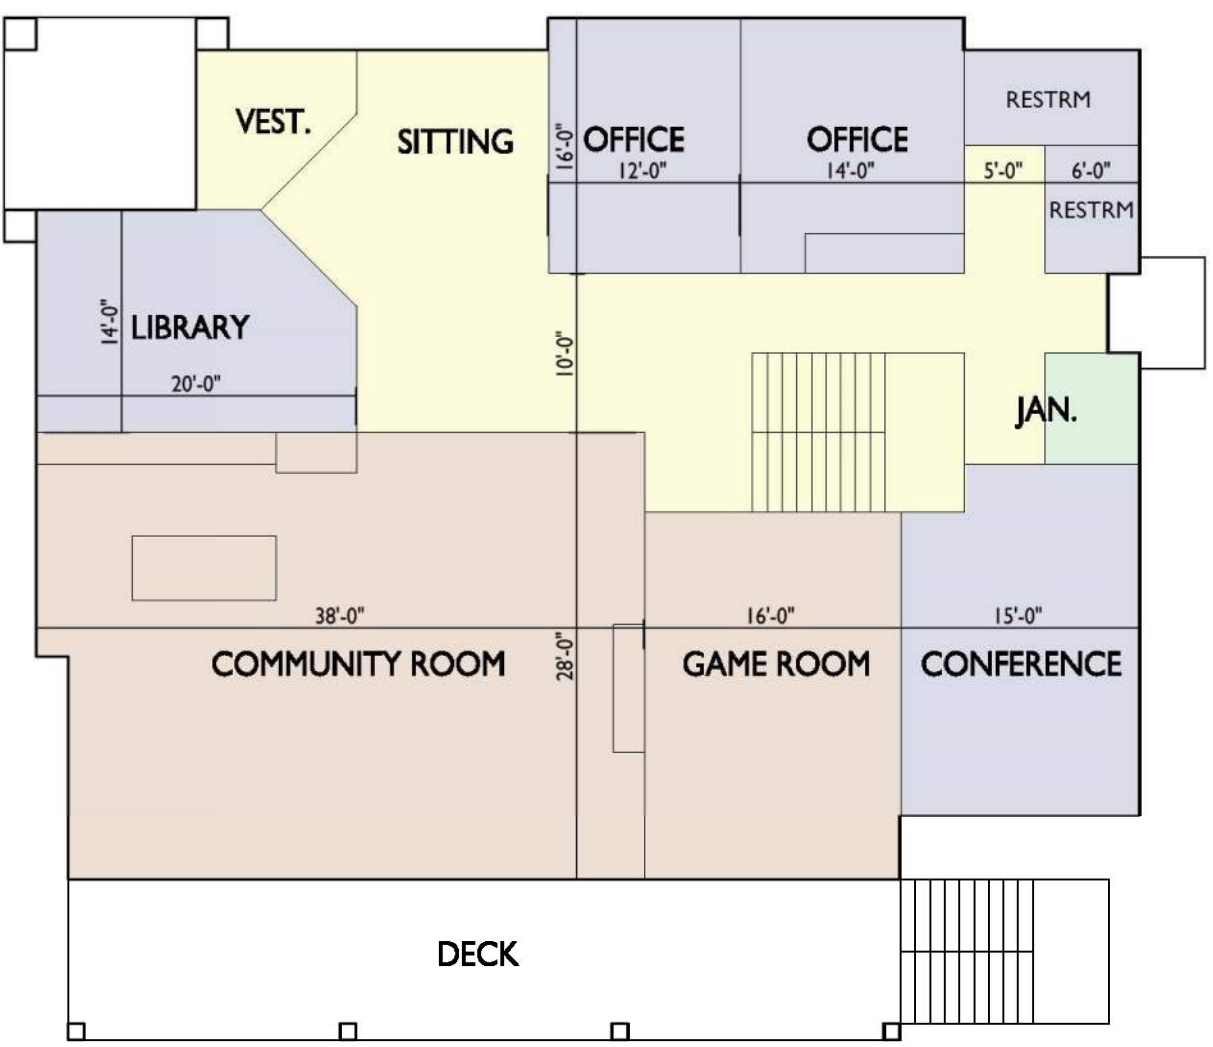 RESTRM
VEST.
SITTING
16'-0"
OFFICE
OFFICE
12'-0"
14'-0"
5'-0"
6'-0"
RESTRM
14'-0"
LIBRARY
10'-0"
20'-0"
JAN.
38'-0"
16'-0"
15'-0"
28'-0"
COMMUNITY ROOM
GAME ROOM
CONFERENCE
DECK